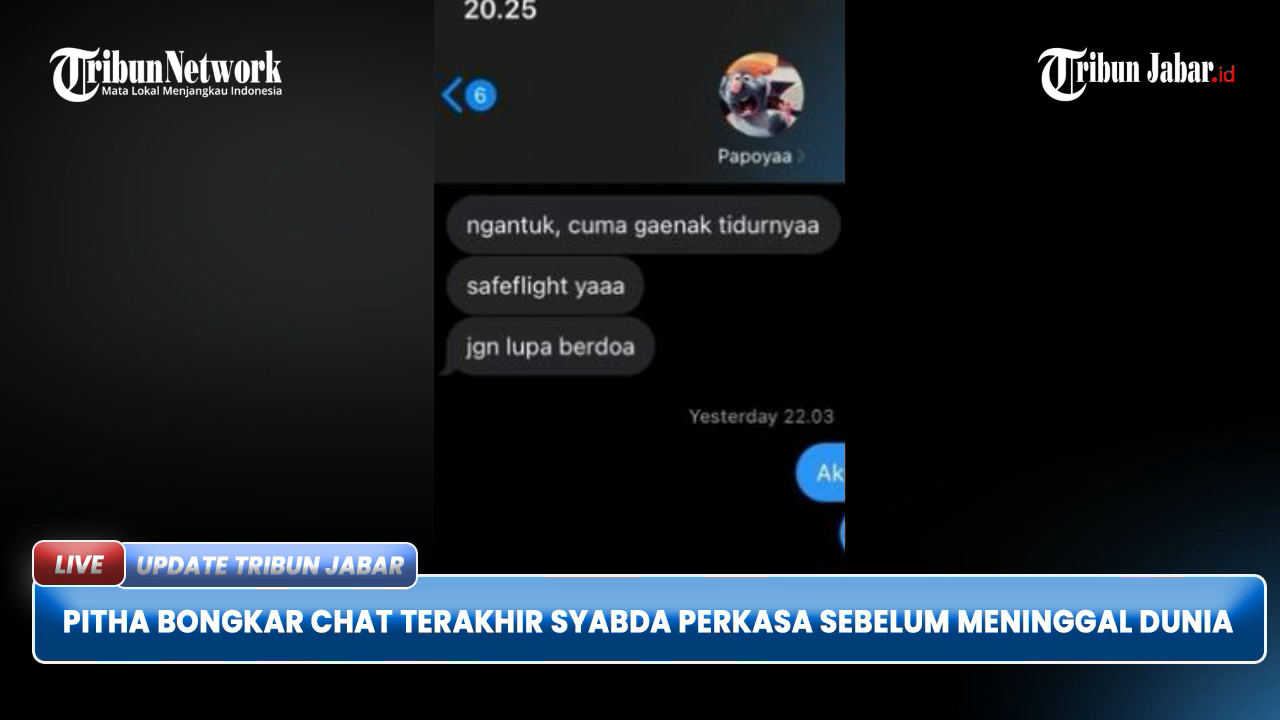 20.25
TribunNetwork
Mata Lokal Menjangkau Indonesia
Tribun Jabar.id
6
Papoyaa
ngantuk, cuma gaenak tidurnyaa
safeflight yaaa
jgn lupa berdoa
Yesterday 22.03
Ak
LIVE
UPDATE TRIBUN JABAR
PITHA BONGKAR CHAT TERAKHIR SYABDA PERKASA SEBELUM MENINGGAL DUNIA